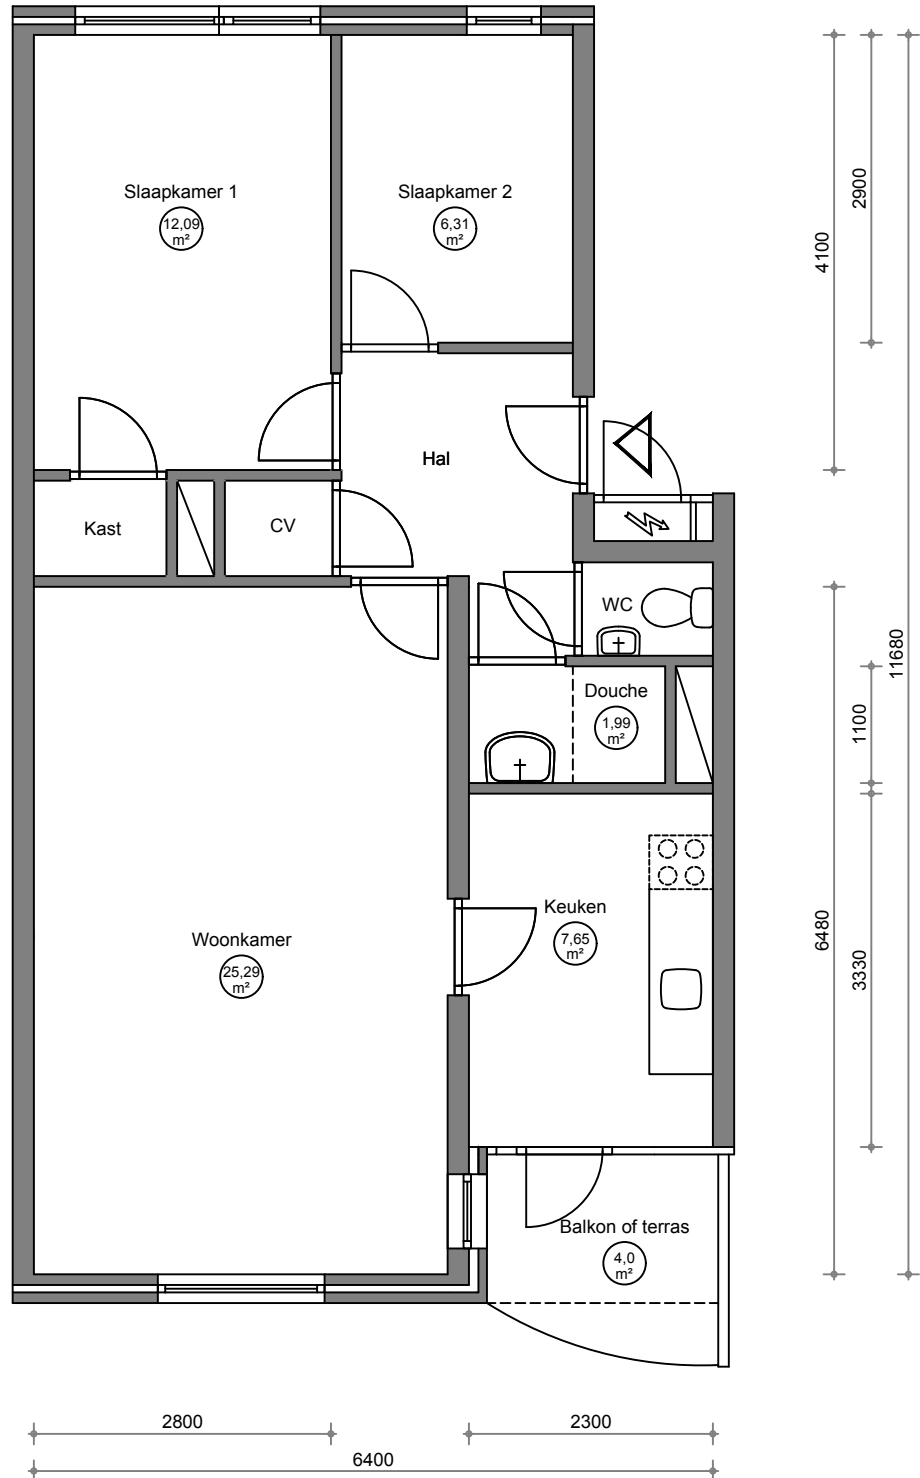 Slaapkamer 1
12,09
m²
Slaapkamer 2
6,31
m²
2900
4100
Hal
Kast
CV
WC
11680
Douche
1,99
m²
1100
Keuken
7,65
m²
Woonkamer
25,29
m²
6480
3330
Balkon of terras
4,0
m²
2800
2300
6400